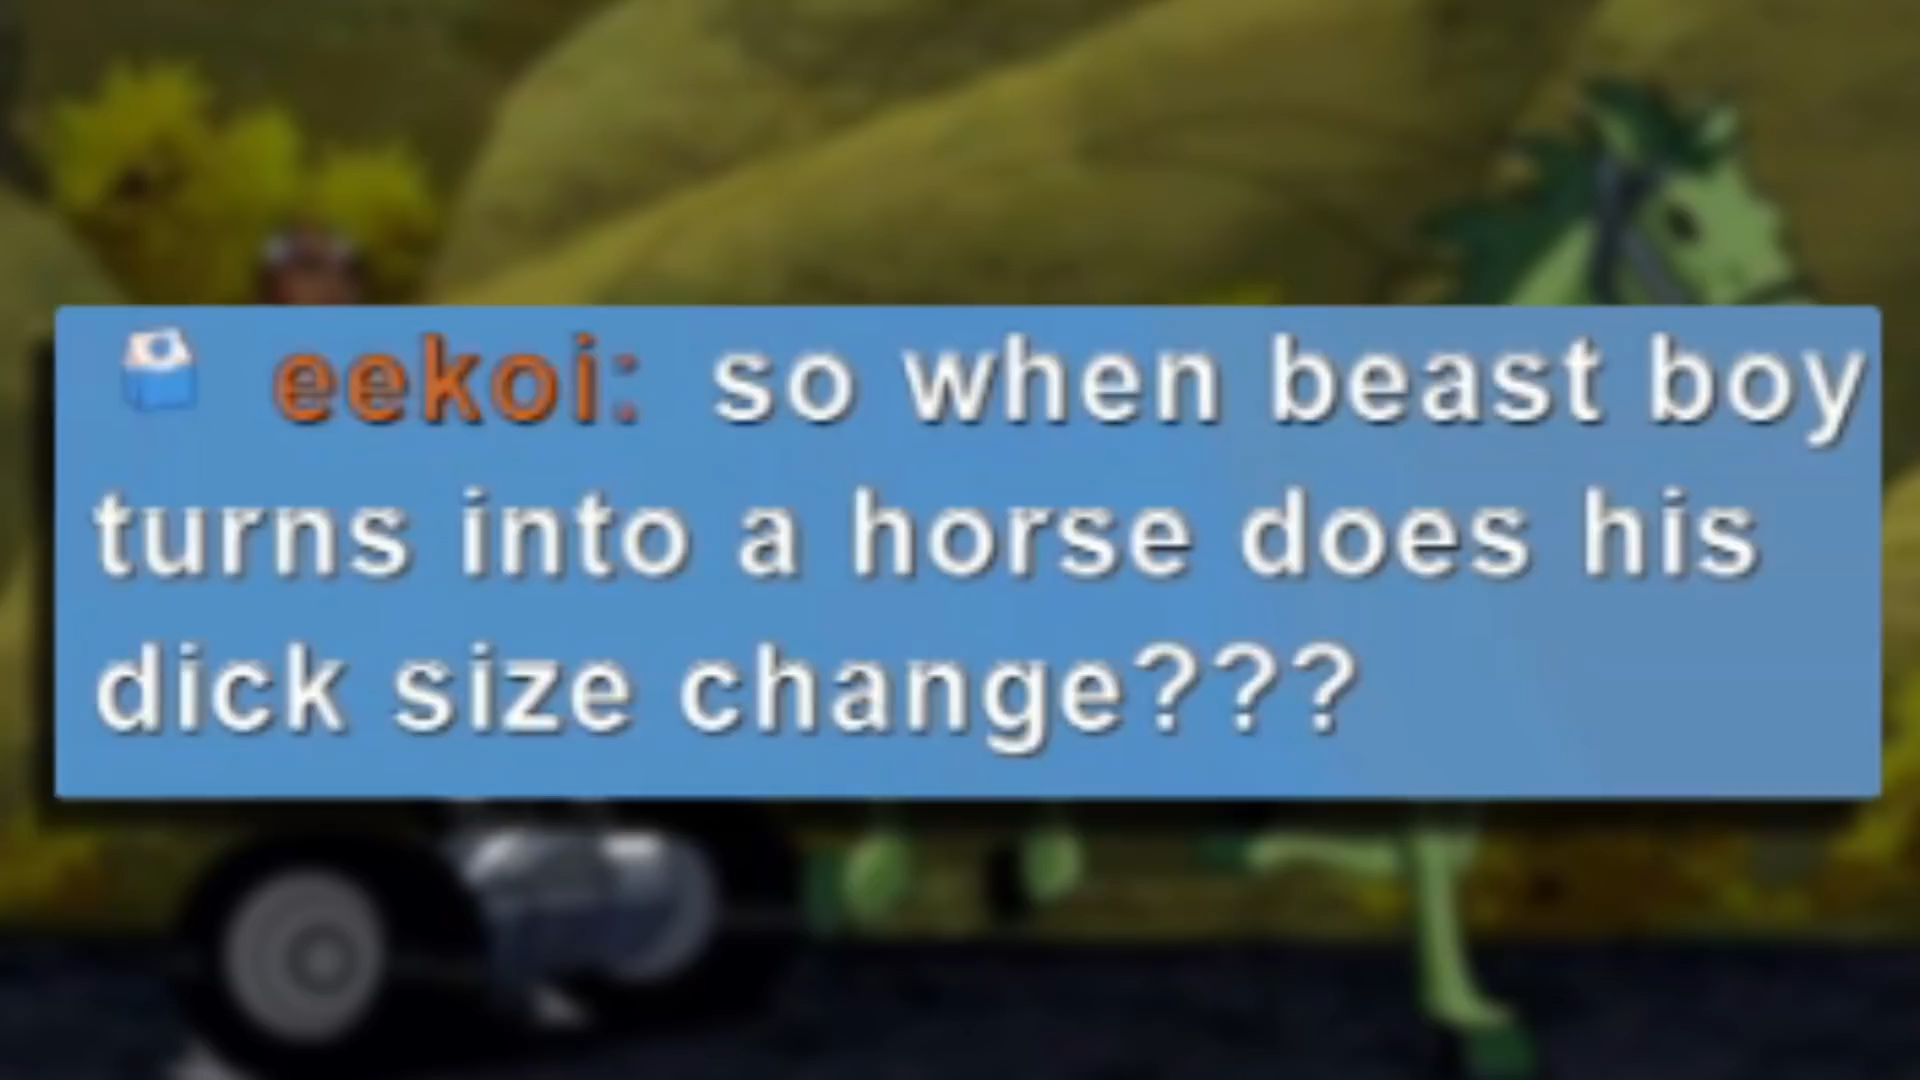 eekoi: so when beast boy
turns into a horse does his
dick size change???